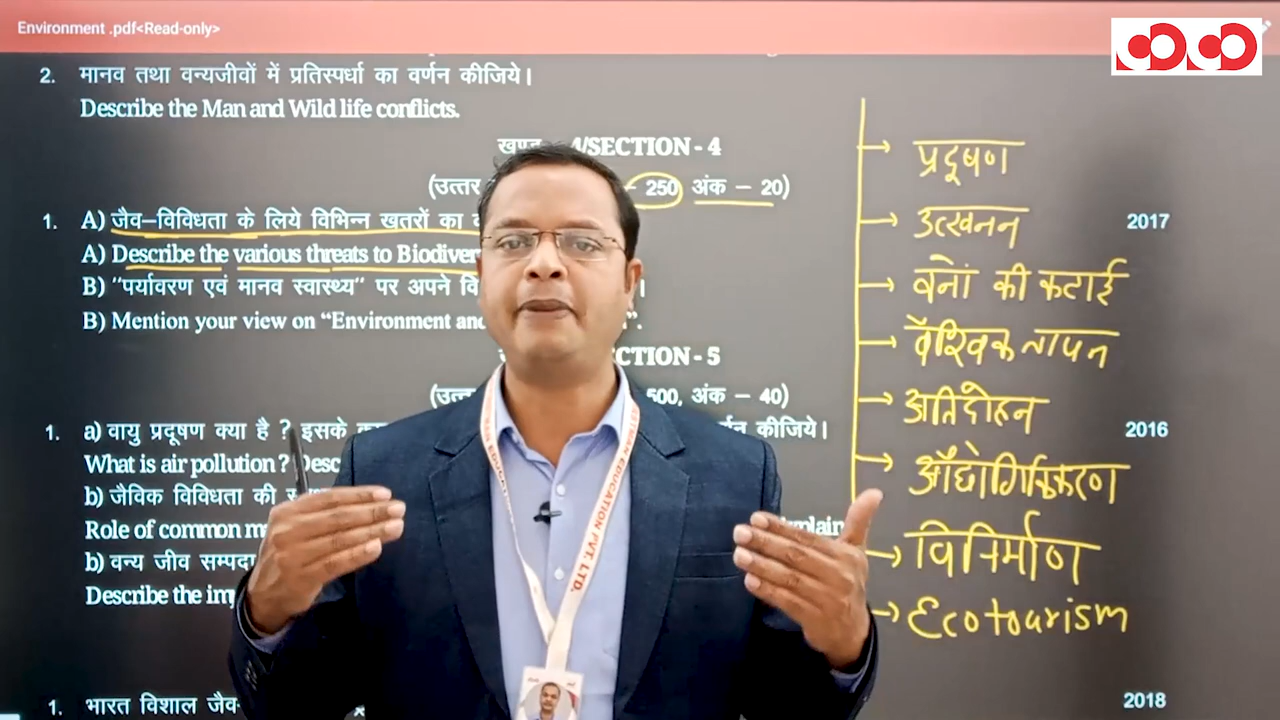 Environment .pdf<Read-only>
2. मानव तथा वन्यजीवों में प्रतिस्पर्धा का वर्णन कीजिये।
Describe the Man and Wild life conflicts.
4/SECTION - 4
(उत्तर 250 अंक – 20)
1. A) जैव–विविधता के लिये विभिन्न खतरों का 2017
A) Describe the various threats to
B) "पर्यावरण एवं मानव स्वास्थ्य" पर अपने
B) Mention your view on "Environment and
SECTION - 5
500, अंक – 40)
1. a) वायु प्रदूषण क्या है ? इसके कीजिये। 2016
What is air pollution ?
b) जैविक विविधता की
Role of common
b) वन्य जीव सम्पदा
Describe the
1. भारत विशाल जैव- 2018
प्रदूषण
उत्खनन
वनों की कटाई
वैश्विक तापन
अतिदोहन
औद्योगिकिकरण
विनिर्माण
Ecotourism
EDUCATION PVT. LTD.